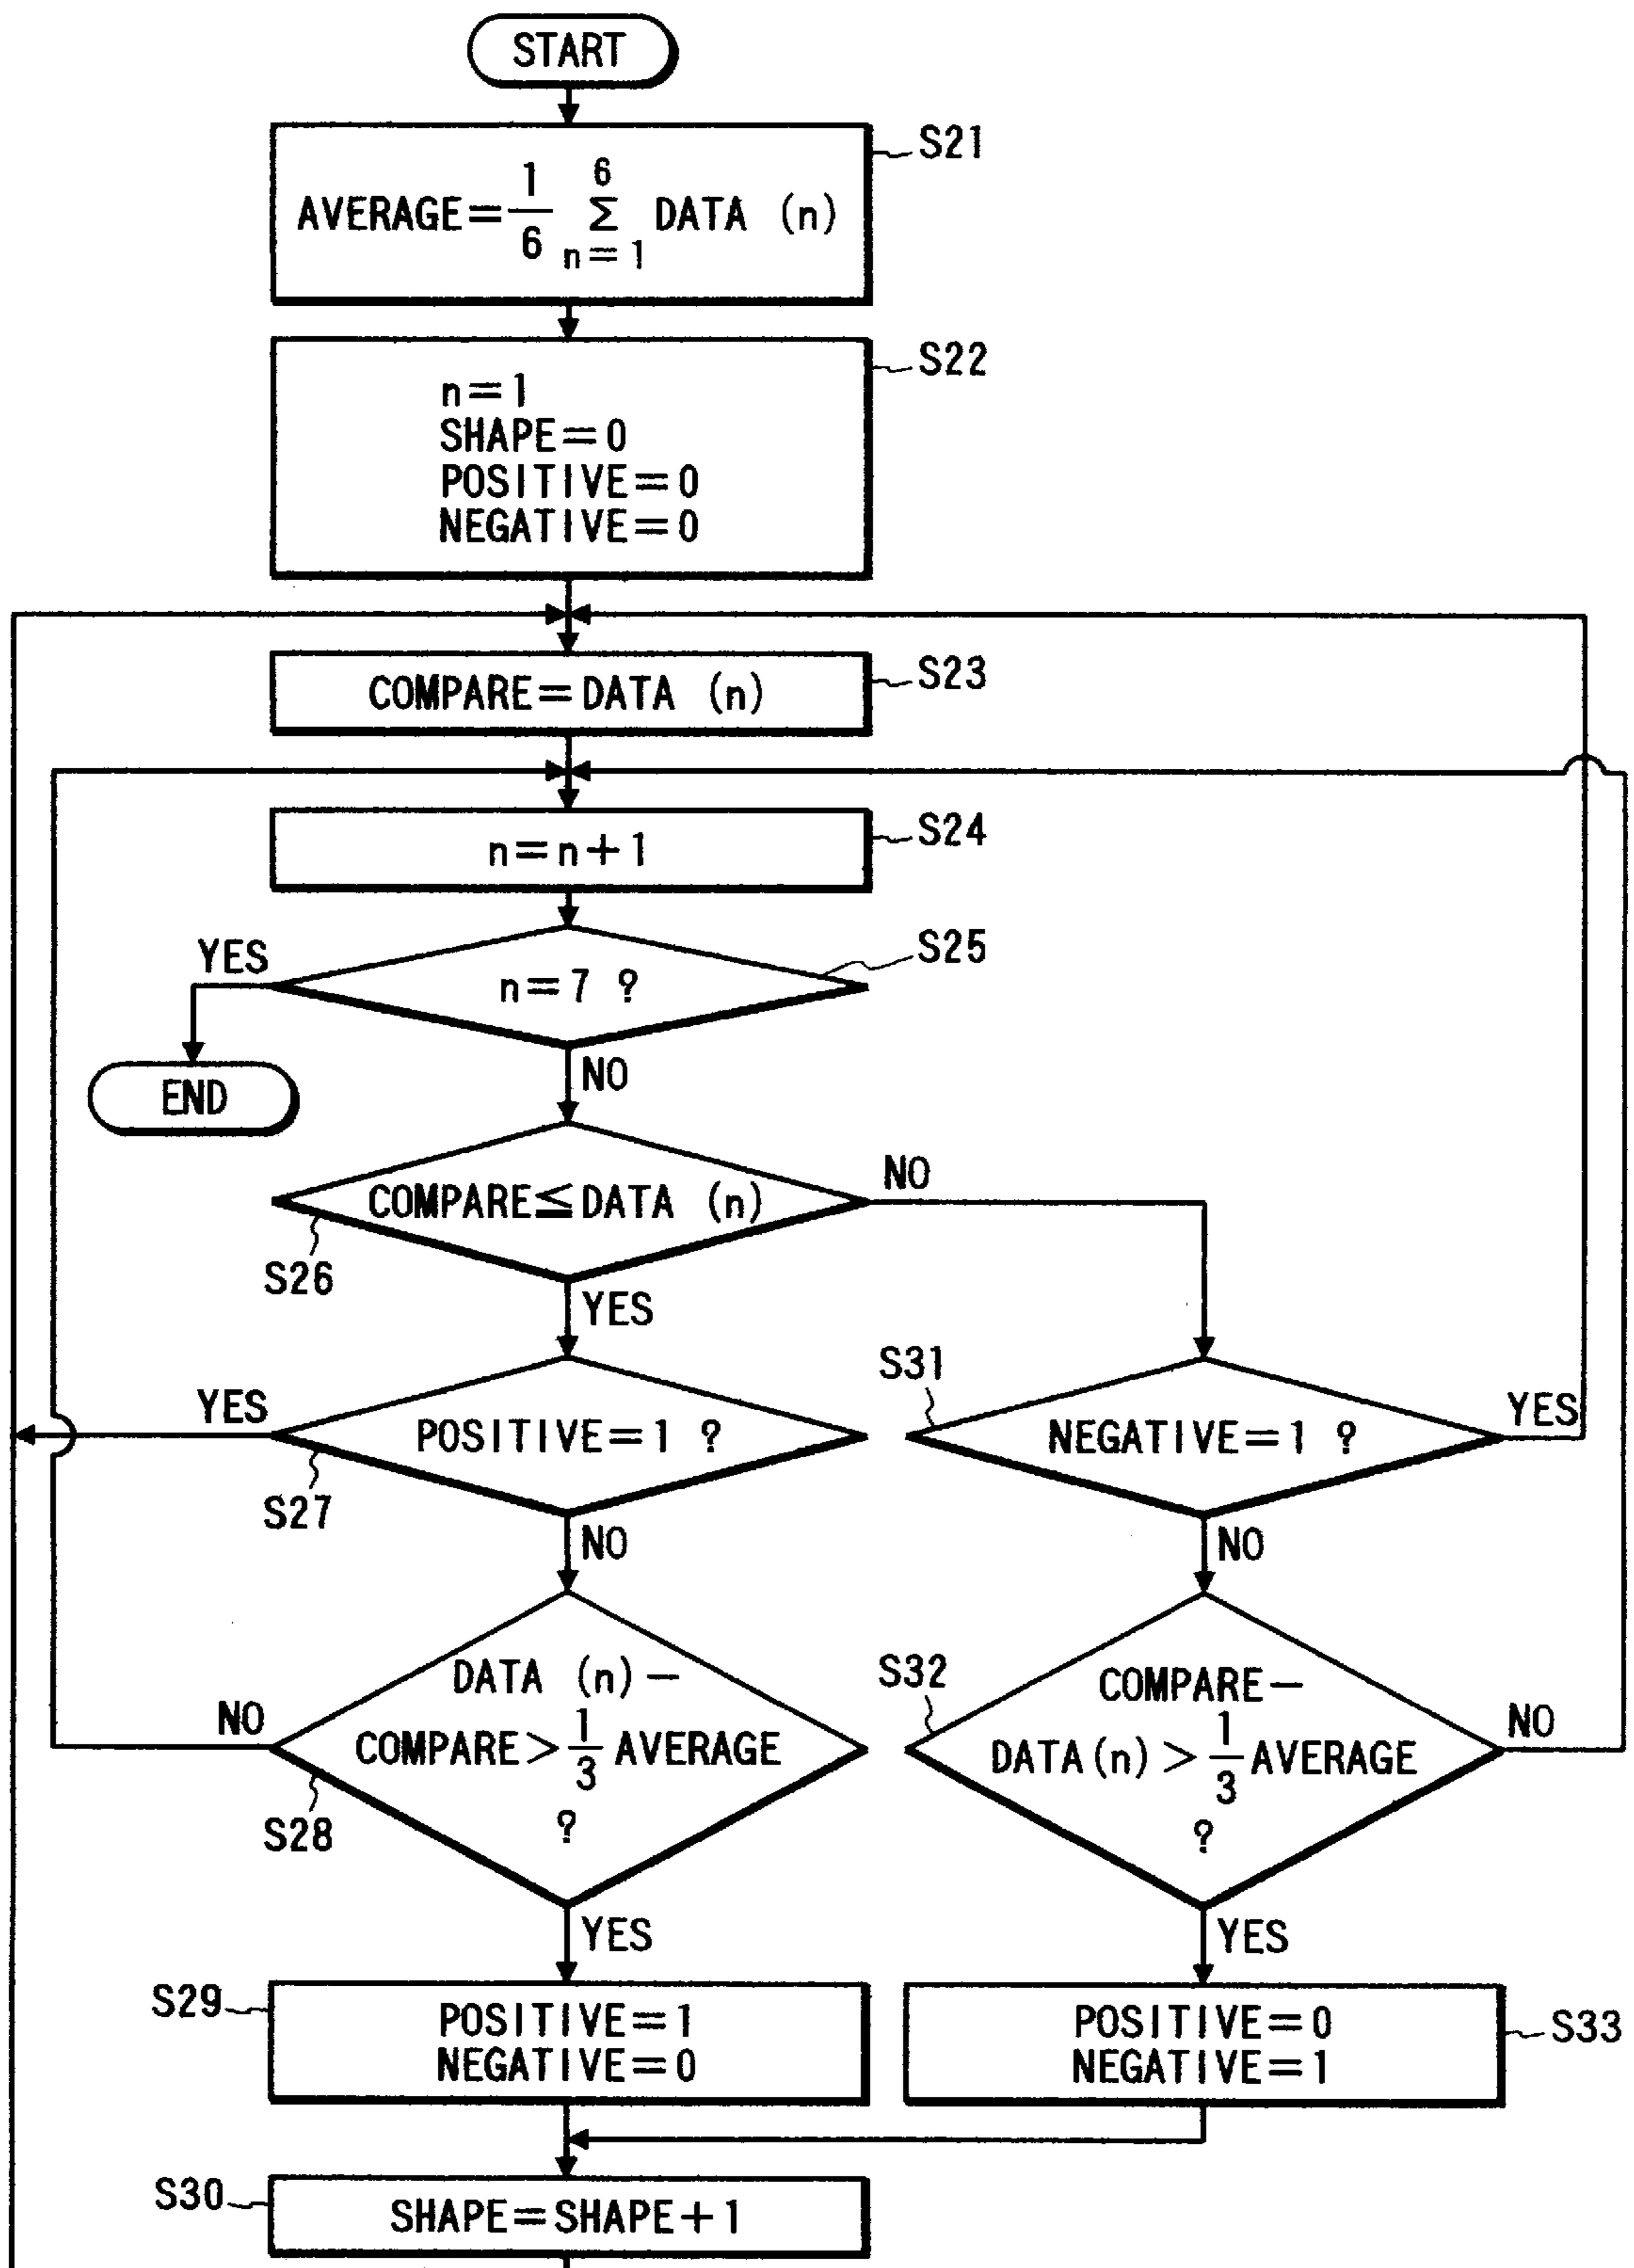 START
S21
AVERAGE=1/6 6Σn=1 DATA (n)
S22
n=1
SHAPE=0
POSITIVE=0
NEGATIVE=0
S23
COMPARE=DATA (n)
S24
n=n+1
S25
YES
n=7 ?
NO
END
COMPARE≦DATA (n)
NO
S26
YES
S31
YES
POSITIVE=1 ?
NEGATIVE=1 ?
YES
S27
NO
NO
S32
DATA (n)-
COMPARE>1/3 AVERAGE
?
NO
S28
COMPARE-
DATA(n)>1/3 AVERAGE
?
NO
YES
YES
S29
POSITIVE=1
NEGATIVE=0
POSITIVE=0
NEGATIVE=1
S33
S30
SHAPE=SHAPE+1